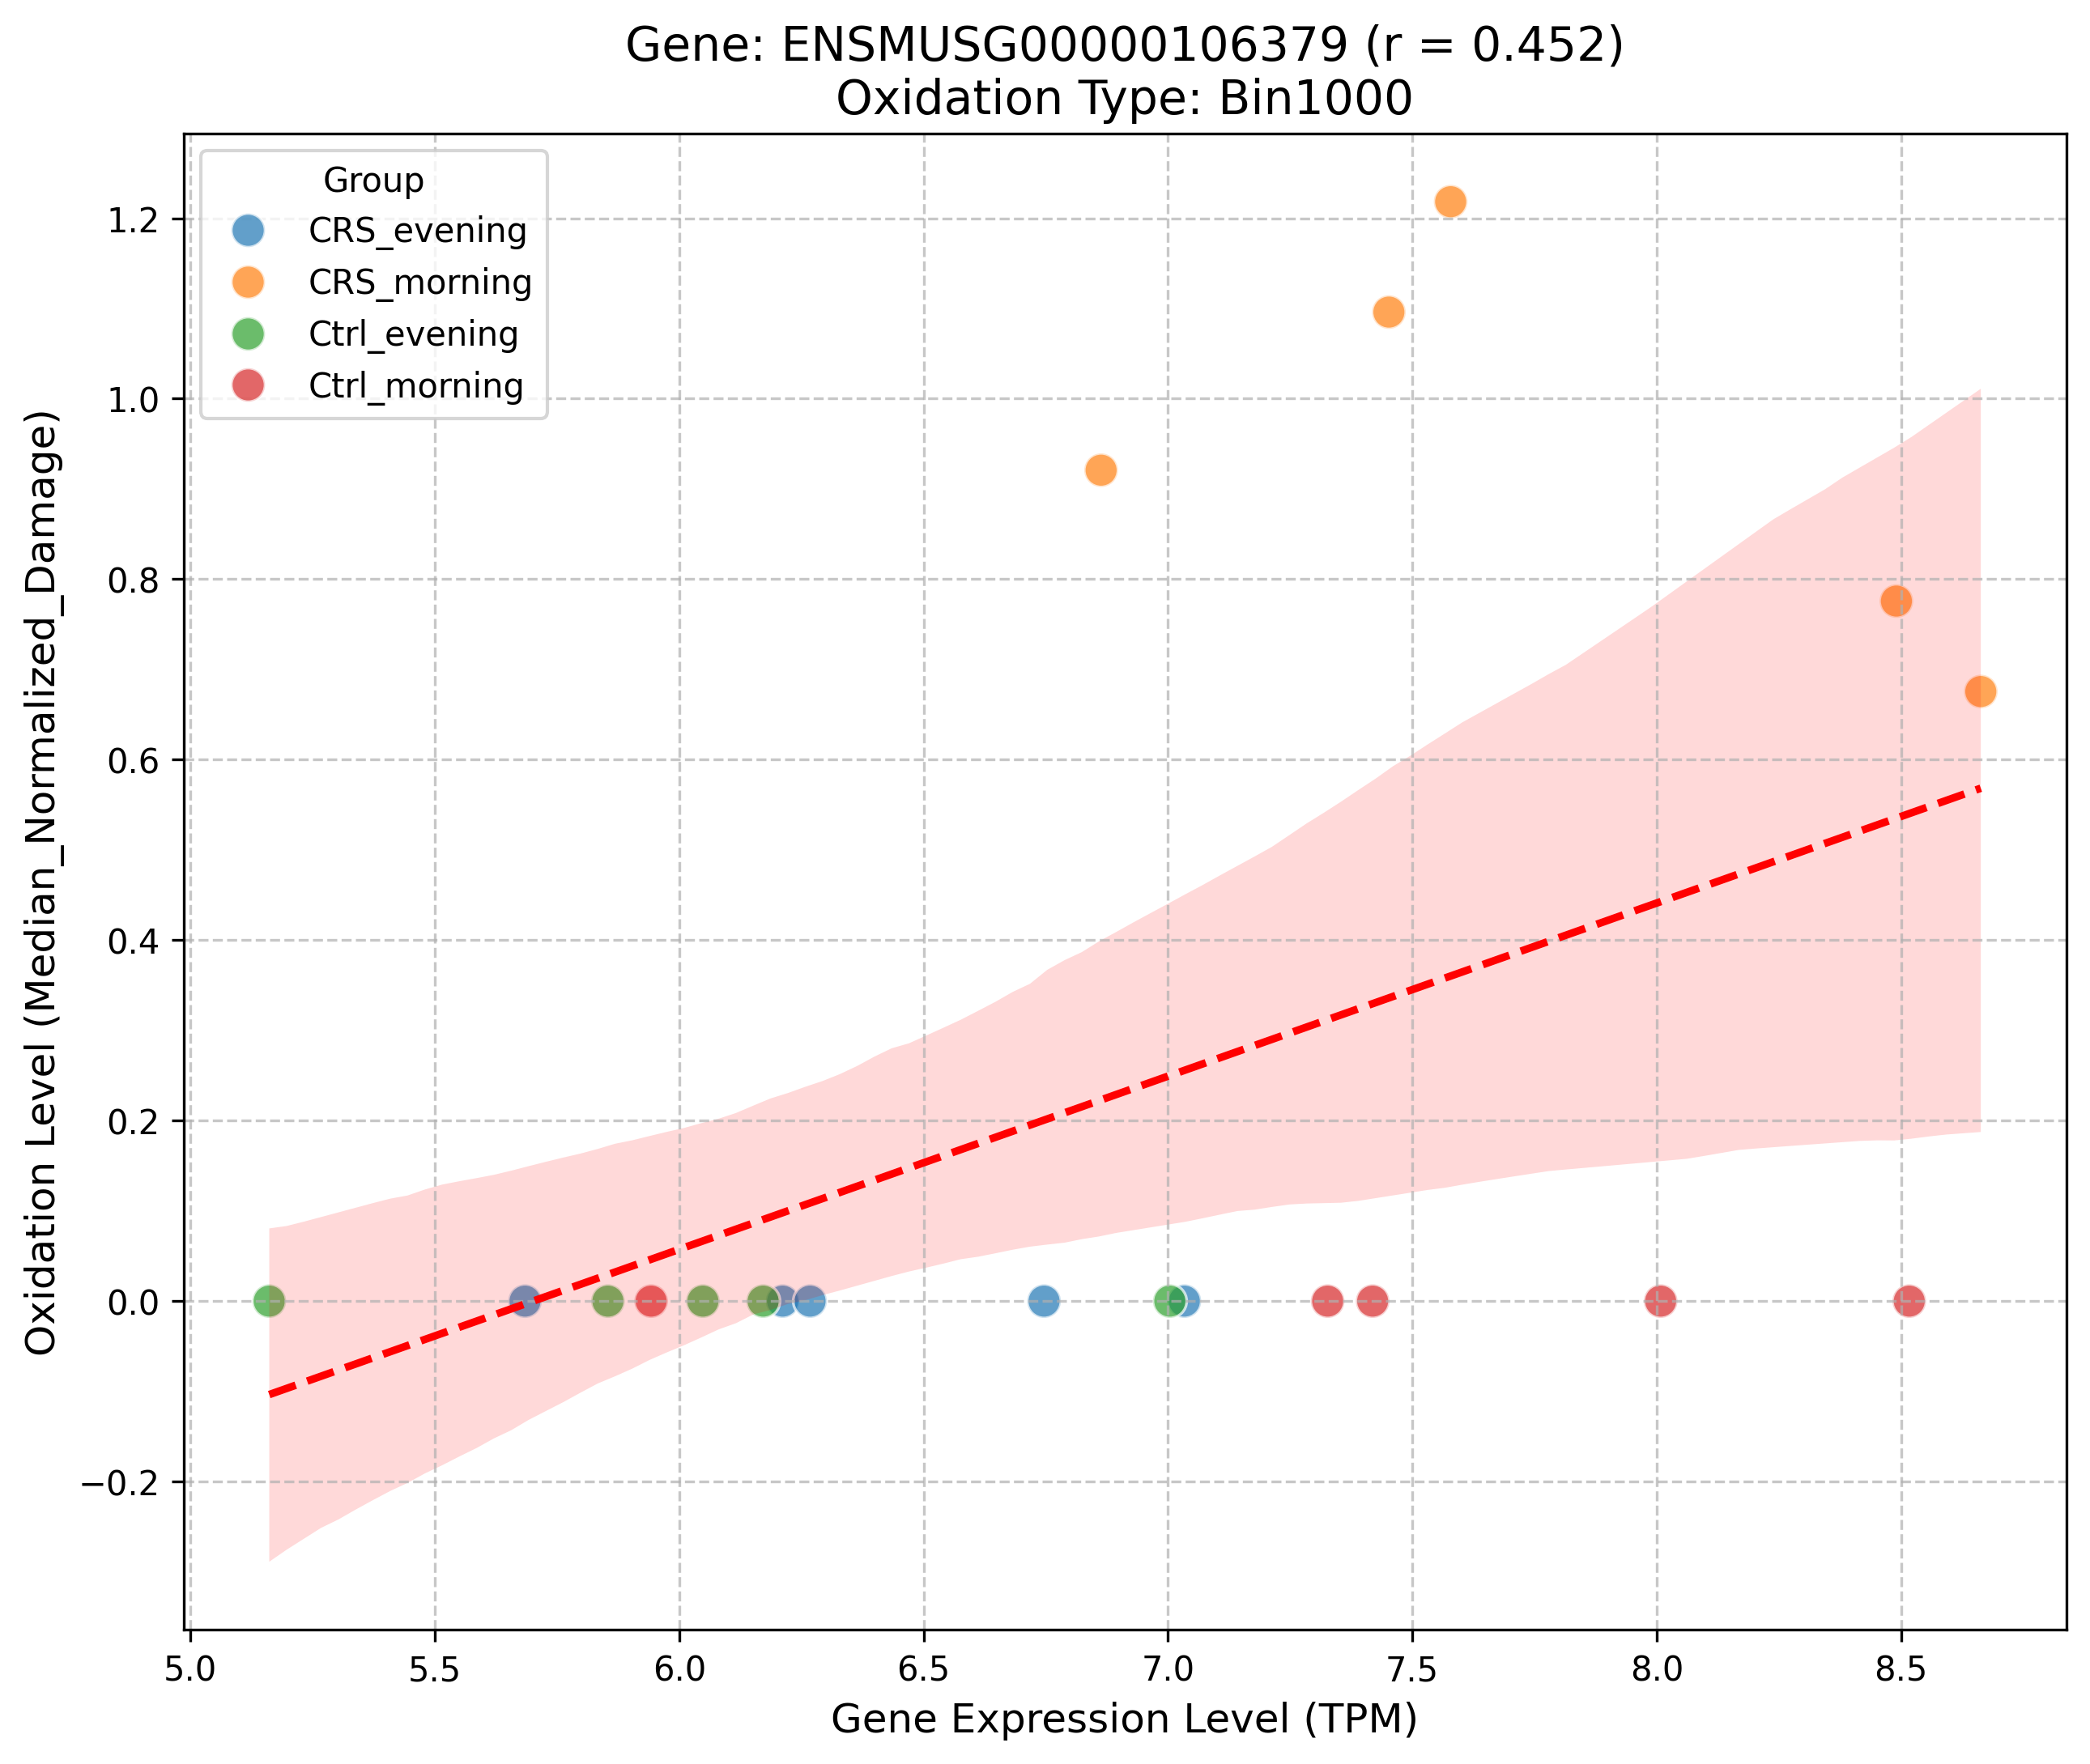 Gene: ENSMUSG00000106379 (r = 0.452)
Oxidation Type: Bin1000
Group
CRS_evening
CRS_morning
Ctrl_evening
Ctrl_morning
Oxidation Level (Median_Normalized_Damage)
1.2
1.0
0.8
0.6
0.4
0.2
0.0
−0.2
5.0
5.5
6.0
6.5
7.0
7.5
8.0
8.5
Gene Expression Level (TPM)